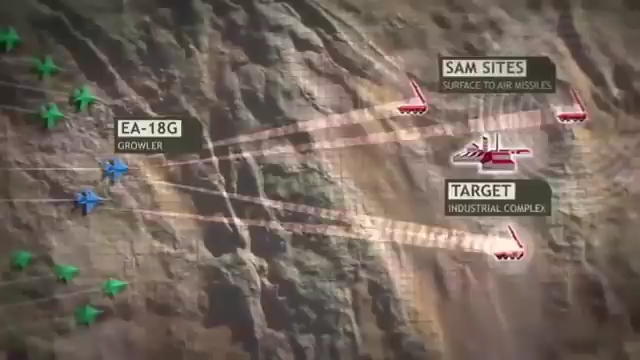 SAM SITES
SURFACE TO AIR MISSILES
EA-18G
GROWLER
TARGET
INDUSTRIAL COMPLEX